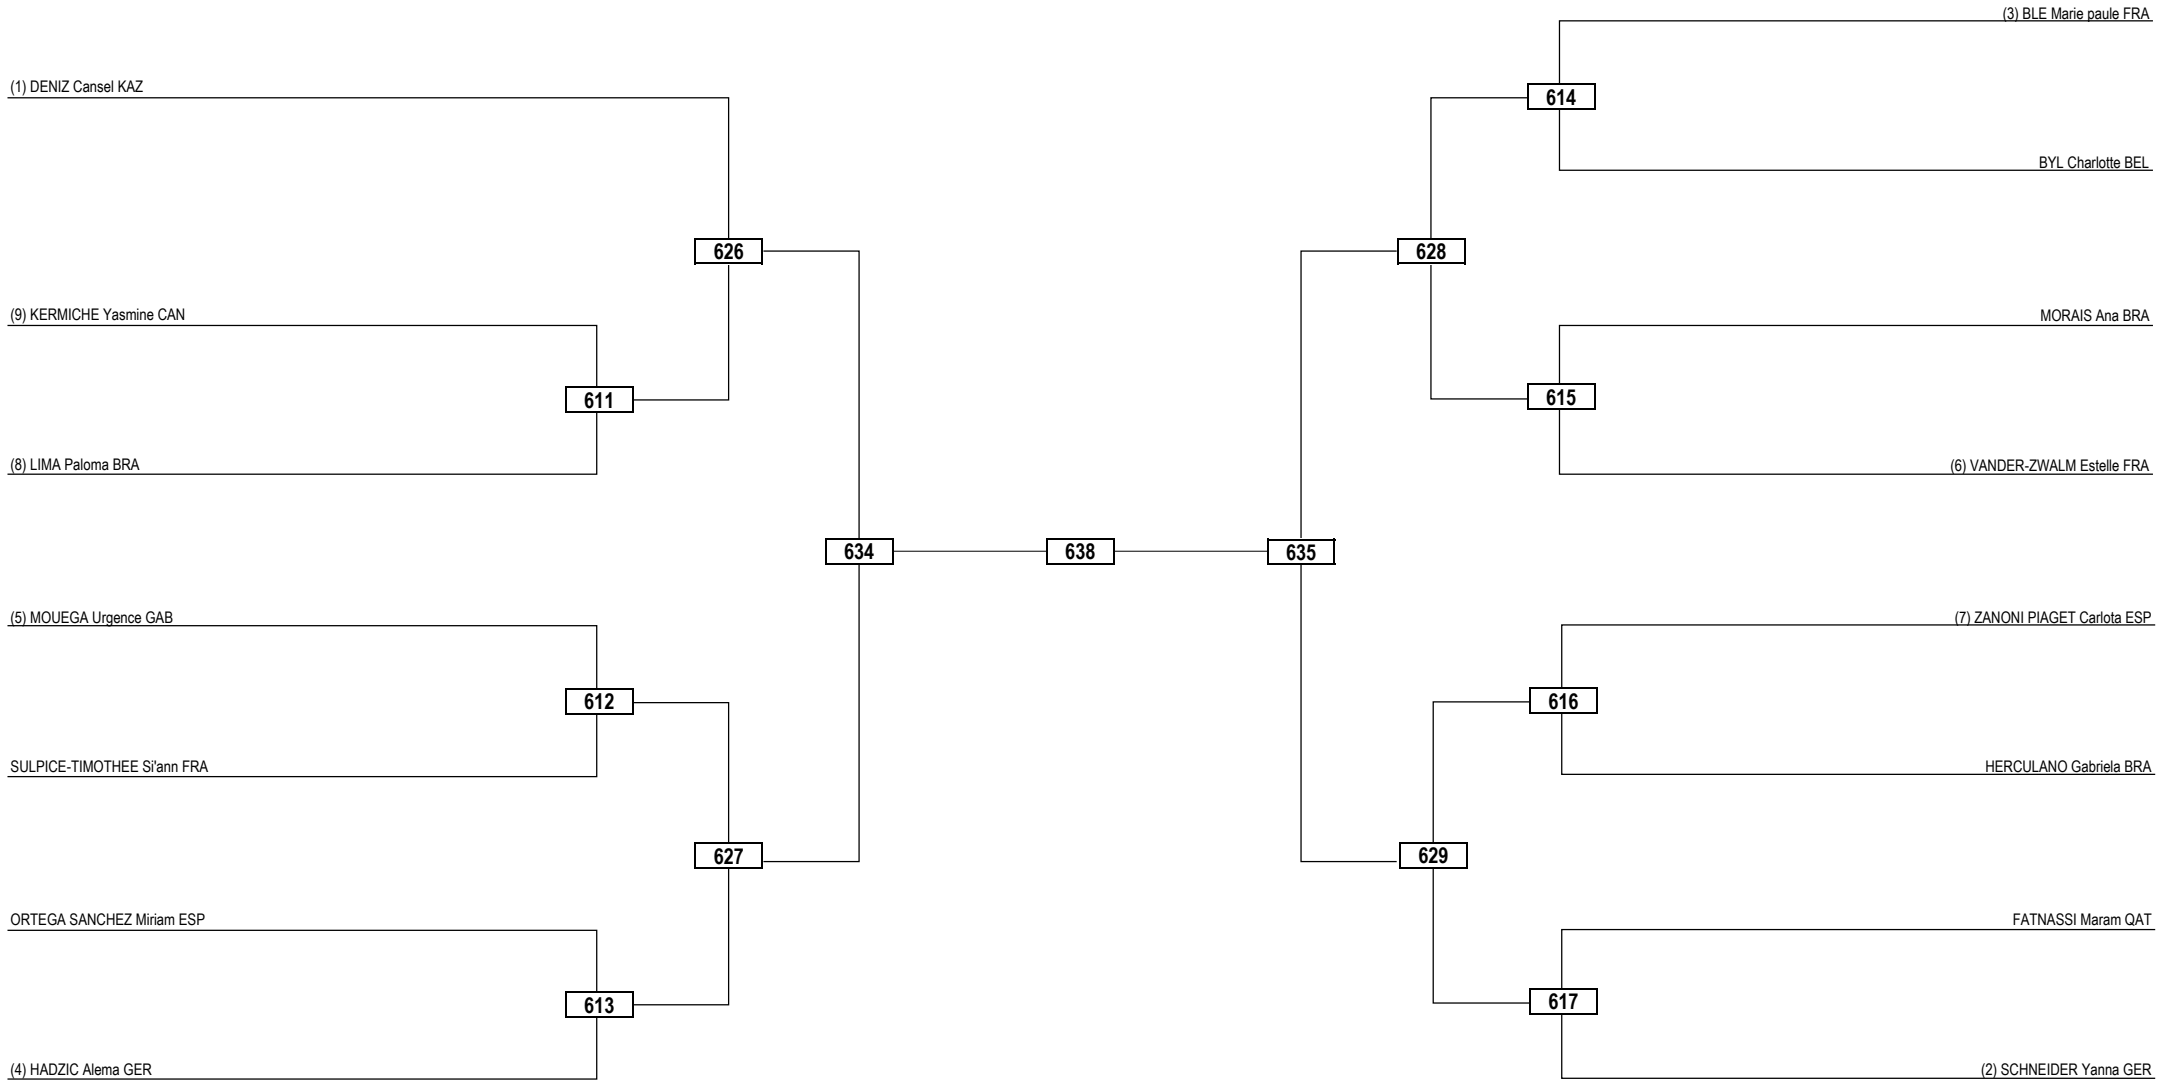 (3) BLE Marie paule FRA
(1) DENIZ Cansel KAZ
614
BYL Charlotte BEL
626
628
(9) KERMICHE Yasmine CAN
MORAIS Ana BRA
611
615
(8) LIMA Paloma BRA
(6) VANDER-ZWALM Estelle FRA
634
638
635
(5) MOUEGA Urgence GAB
(7) ZANONI PIAGET Carlota ESP
612
616
SULPICE-TIMOTHEE Si'ann FRA
HERCULANO Gabriela BRA
627
629
ORTEGA SANCHEZ Miriam ESP
FATNASSI Maram QAT
613
617
(4) HADZIC Alema GER
(2) SCHNEIDER Yanna GER